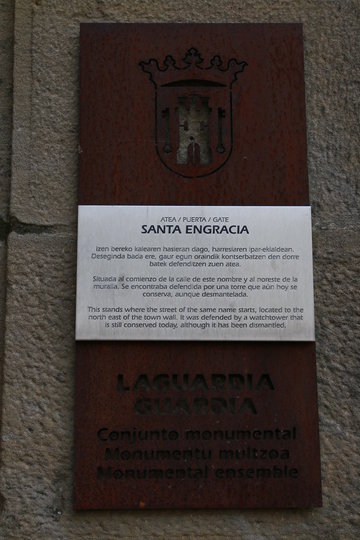 ATEA / PUERTA / GATE
SANTA ENGRACIA
Izen bereko kalearen hasieran dago, harresiaren ipar-ekialdean.
Deseginda bada ere, gaur egun oraindik kontserbatzen den dorre
batek defenditzen zuen atea.
Situada al comienzo de la calle de este nombre y al noreste de la
muralla. Se encontraba defendida por una torre que aún hoy se
conserva, aunque desmantelada.
This stands where the street of the same name starts, located to the
north east of the town wall. It was defended by a watchtower that
is still conserved today, although it has been dismantled.
LAGUARDIA
GUARDIA
Conjunto monumental
Monumentu multzoa
Monumental ensemble